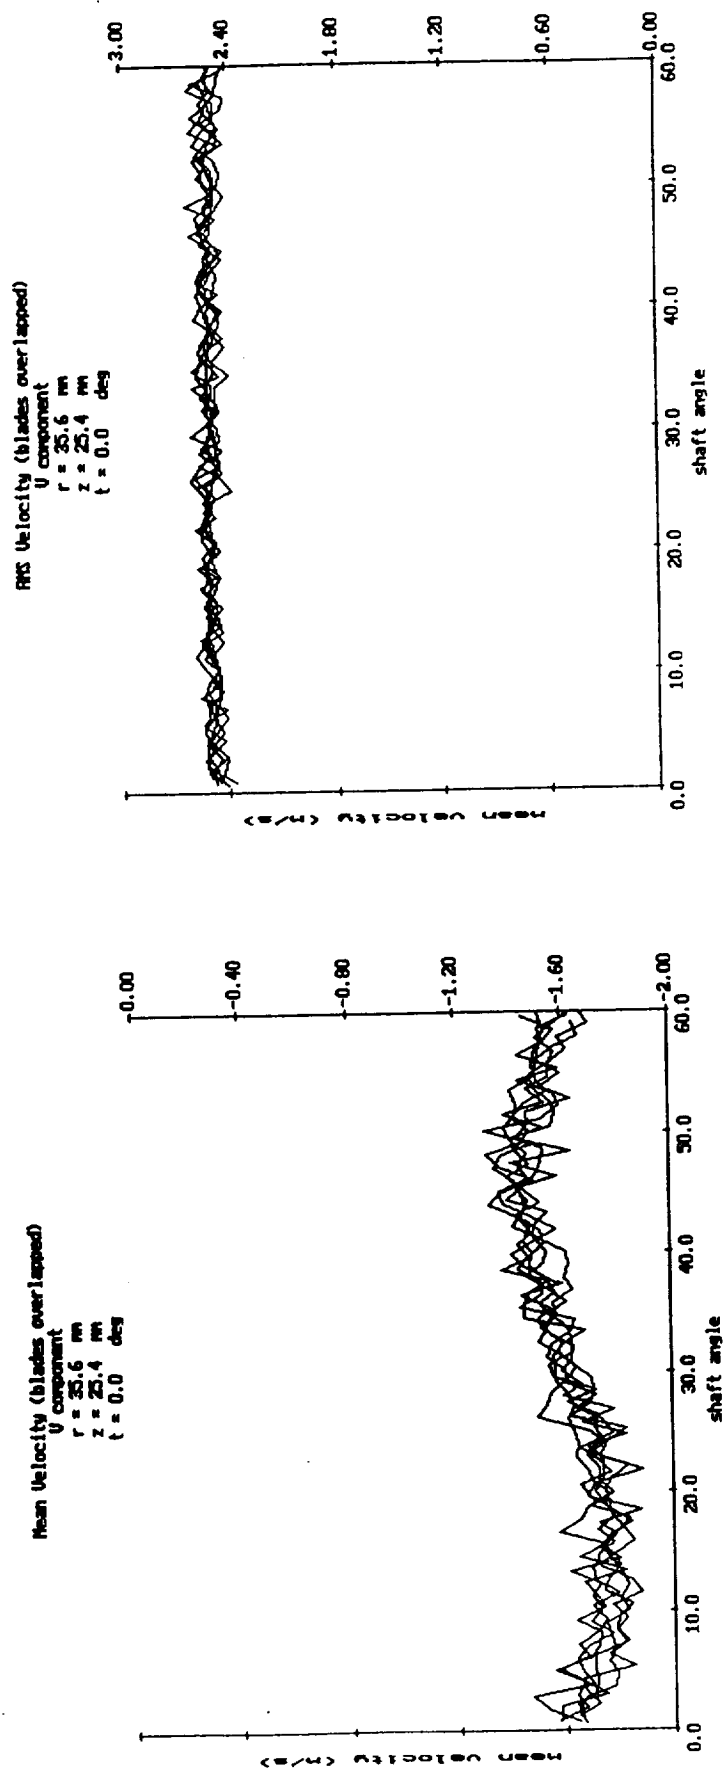 Mean Velocity (blades overlapped)
U component
r = 35.6 mm
z = 25.4 mm
t = 0.0 deg
-0.00
-0.40
-0.80
-1.20
-1.60
-2.00
mean velocity (m/s)
0.0
10.0
20.0
30.0
40.0
50.0
60.0
shaft angle
RMS Velocity (blades overlapped)
U component
r = 35.6 mm
z = 25.4 mm
t = 0.0 deg
3.00
2.40
1.80
1.20
0.60
0.00
mean velocity (m/s)
0.0
10.0
20.0
30.0
40.0
50.0
60.0
shaft angle